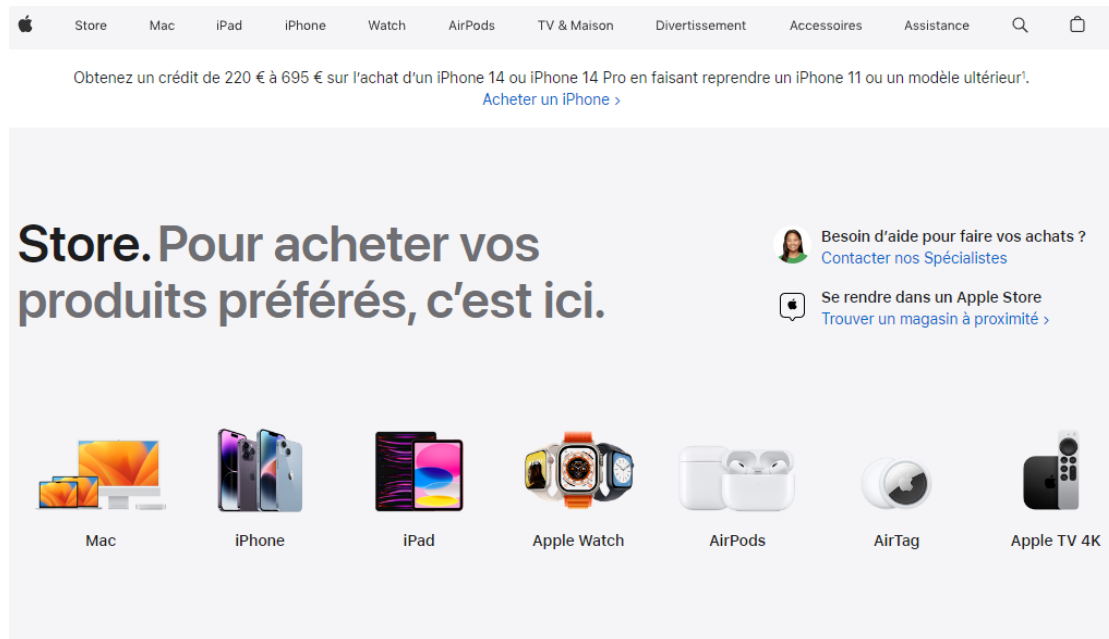 Store Mac iPad iPhone Watch AirPods TV & Maison Divertissement Accessoires Assistance
Obtenez un crédit de 220 € à 695 € sur l’achat d’un iPhone 14 ou iPhone 14 Pro en faisant reprendre un iPhone 11 ou un modèle ultérieur¹.
Acheter un iPhone >
Store. Pour acheter vos
produits préférés, c’est ici.
Besoin d’aide pour faire vos achats ?
Contacter nos Spécialistes
Se rendre dans un Apple Store
Trouver un magasin à proximité >
Mac iPhone iPad Apple Watch AirPods AirTag Apple TV 4K